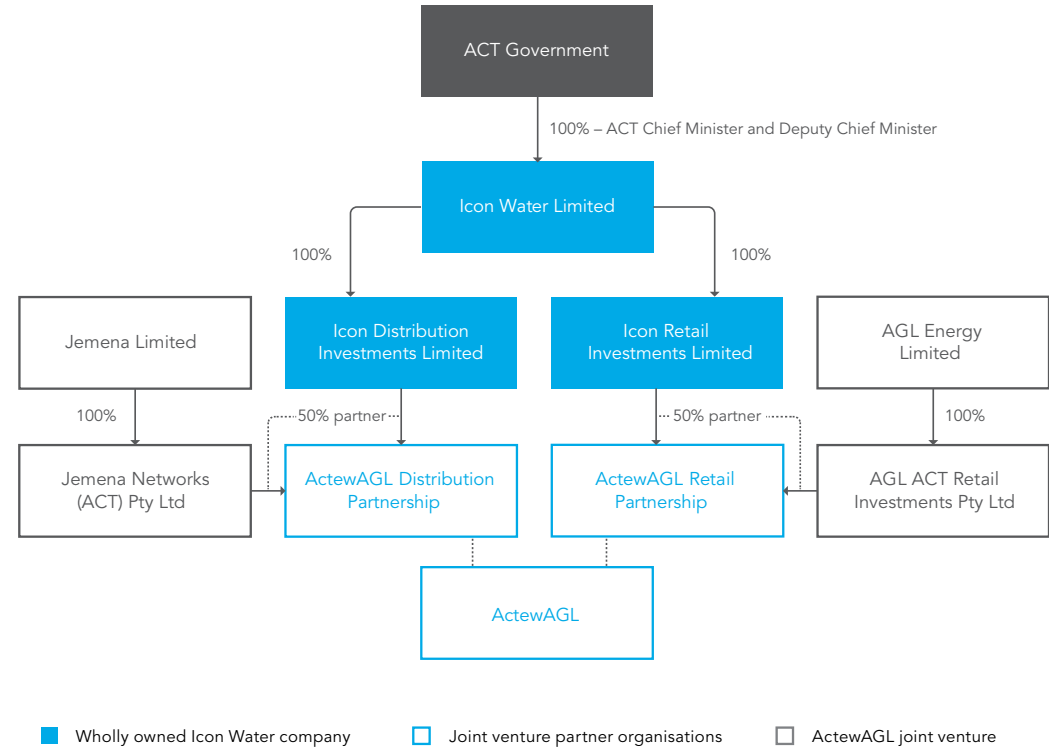 ACT Government
100% – ACT Chief Minister and Deputy Chief Minister
Icon Water Limited
100%
100%
Jemena Limited
Icon Distribution
Investments Limited
Icon Retail
Investments Limited
AGL Energy
Limited
100%
50% partner
50% partner
100%
Jemena Networks
(ACT) Pty Ltd
ActewAGL Distribution
Partnership
ActewAGL Retail
Partnership
AGL ACT Retail
Investments Pty Ltd
ActewAGL
Wholly owned Icon Water company
Joint venture partner organisations
ActewAGL joint venture